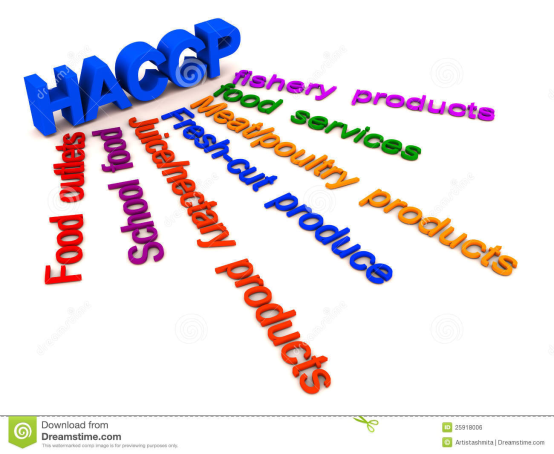 HACCP
fishery products
food services
Meat/poultry products
Fresh-cut produce
Juice/nectary products
School food
Food outlets
Download from
Dreamstime.com
This watermarked comp image is for previewing purposes only.
25918006
Artistashmita | Dreamstime.com